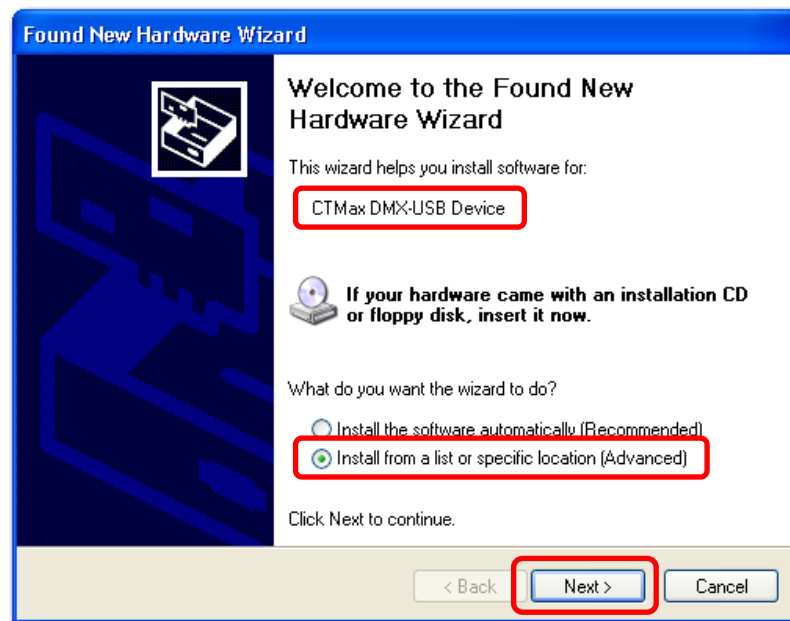 Found New Hardware Wizard
Welcome to the Found New
Hardware Wizard
This wizard helps you install software for:
CTMax DMX-USB Device
If your hardware came with an installation CD
or floppy disk, insert it now.
What do you want the wizard to do?
Install the software automatically (Recommended)
Install from a list or specific location (Advanced)
Click Next to continue.
< Back Next > Cancel